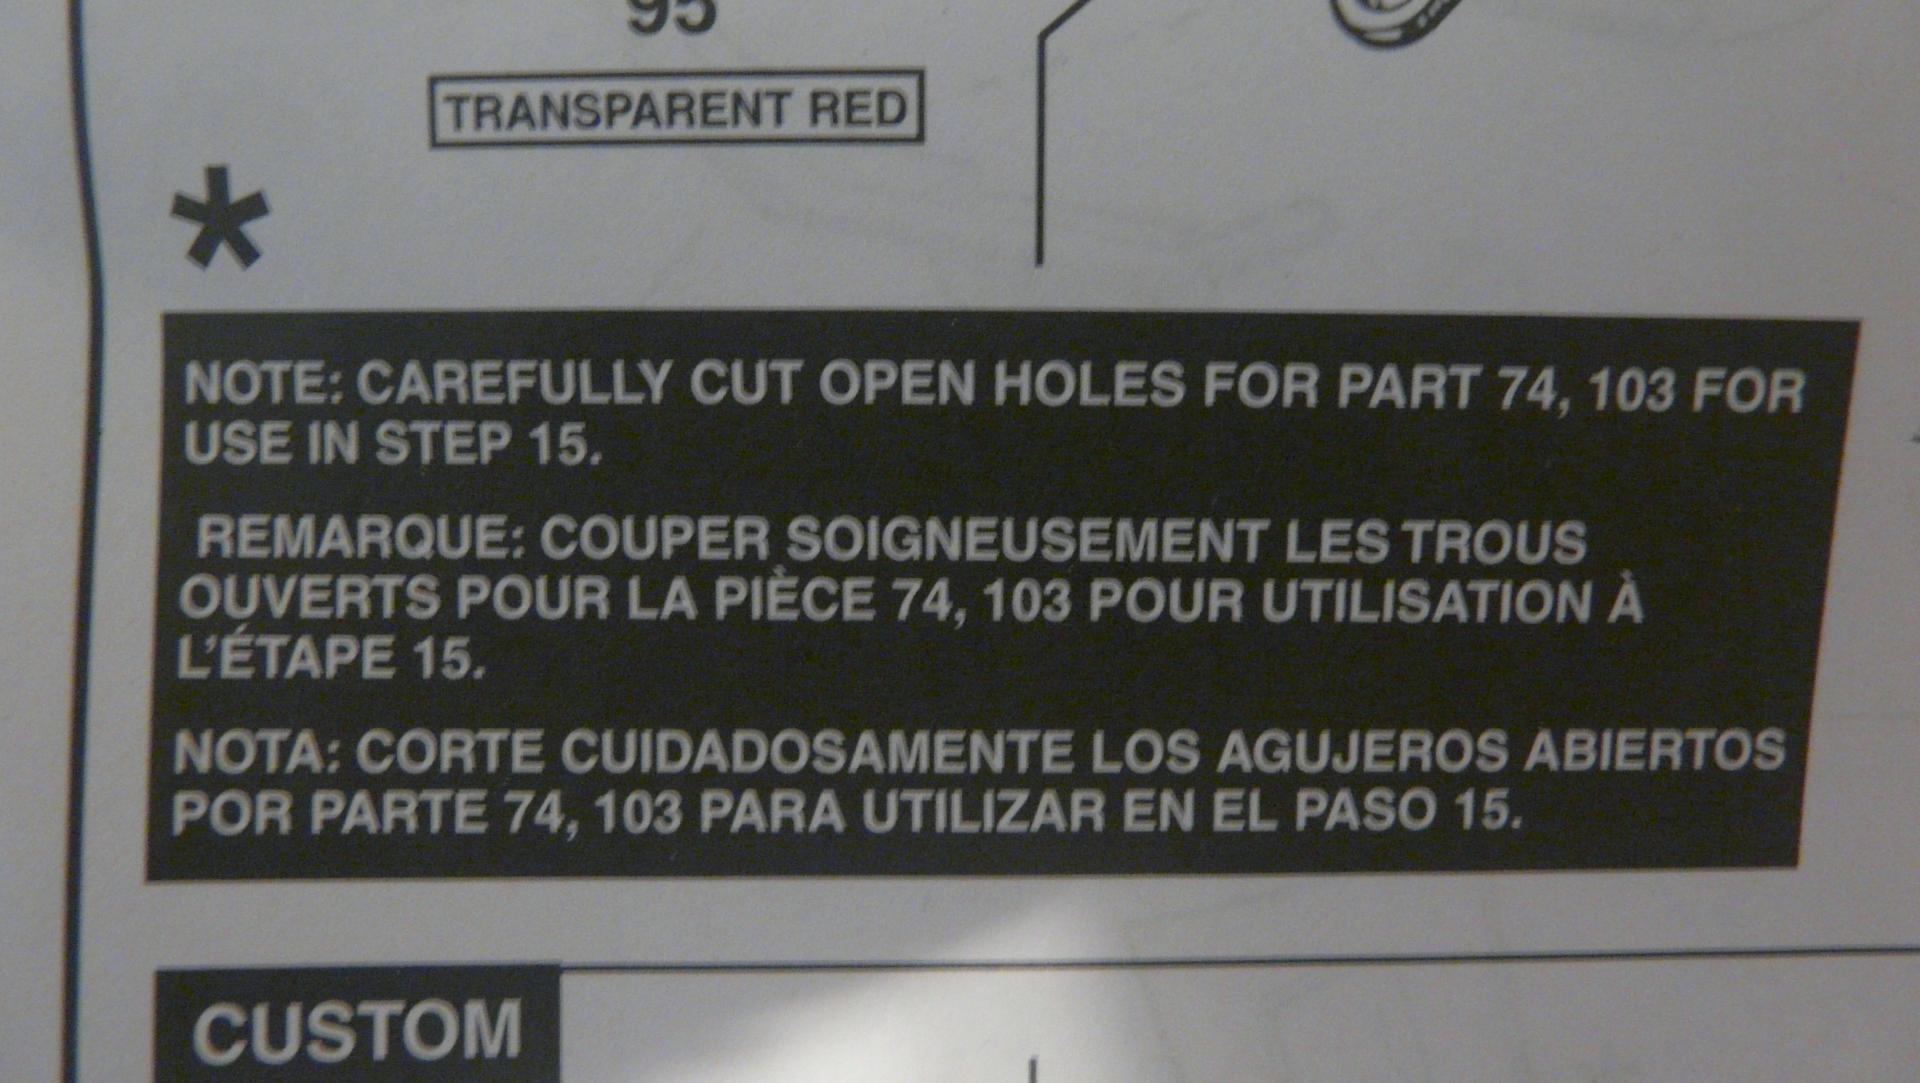 95
TRANSPARENT RED
*
NOTE: CAREFULLY CUT OPEN HOLES FOR PART 74, 103 FOR
USE IN STEP 15.
REMARQUE: COUPER SOIGNEUSEMENT LES TROUS
OUVERTS POUR LA PIÈCE 74, 103 POUR UTILISATION À
L'ÉTAPE 15.
NOTA: CORTE CUIDADOSAMENTE LOS AGUJEROS ABIERTOS
POR PARTE 74, 103 PARA UTILIZAR EN EL PASO 15.
CUSTOM